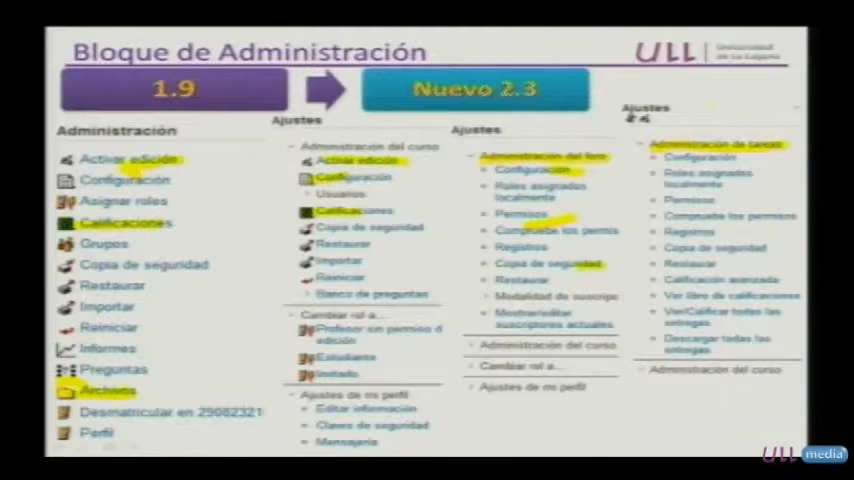 Bloque de Administración
ULL
Universidad
de La Laguna
1.9
Nuevo 2.3
Administración
Activar edición
Configuración
Asignar roles
Calificaciones
Grupos
Copia de seguridad
Restaurar
Importar
Reiniciar
Informes
Preguntas
Archivos
Desmatricular en 29082321
Perfil
Ajustes
Administración del curso
Activar edición
Configuración
Usuarios
Calificaciones
Copia de seguridad
Restaurar
Importar
Reiniciar
Banco de preguntas
Cambiar rol a...
Profesor sin permiso d
edición
Estudiante
Invitado
Ajustes de mi perfil
Editar información
Claves de seguridad
Mensajería
Ajustes
Administración del foro
Configuración
Roles asignados
localmente
Permisos
Compruebe los permis
Registros
Copia de seguridad
Restaurar
Modalidad de suscripc
Mostrar/editar
suscriptores actuales
Administración del curso
Cambiar rol a...
Ajustes de mi perfil
Ajustes
Administración de tareas
Configuración
Roles asignados
localmente
Permisos
Compruebe los permisos
Registros
Copia de seguridad
Restaurar
Calificación avanzada
Ver libro de calificaciones
Ver/Calificar todas las
entregas
Descargar todas las
entregas
Administración del curso
ULL media